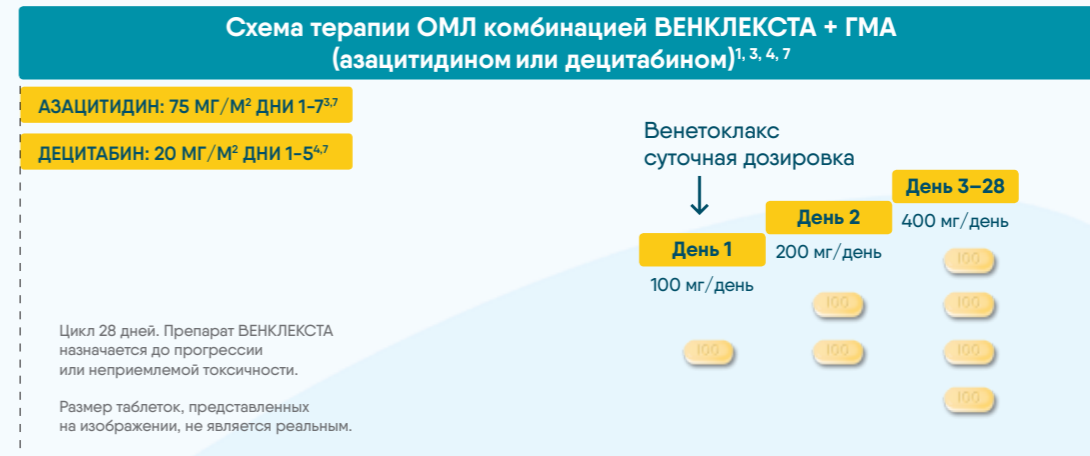 Схема терапии ОМЛ комбинацией ВЕНКЛЕКСТА + ГМА
(азацитидином или децитабином)1, 3, 4, 7
АЗАЦИТИДИН: 75 МГ/М² ДНИ 1-73,7
ДЕЦИТАБИН: 20 МГ/М² ДНИ 1-54,7
Венетоклакс
суточная дозировка
День 1
100 мг/день
100
День 2
200 мг/день
100
100
День 3–28
400 мг/день
100
100
100
100
Цикл 28 дней. Препарат ВЕНКЛЕКСТА
назначается до прогрессии
или неприемлемой токсичности.
Размер таблеток, представленных
на изображении, не является реальным.